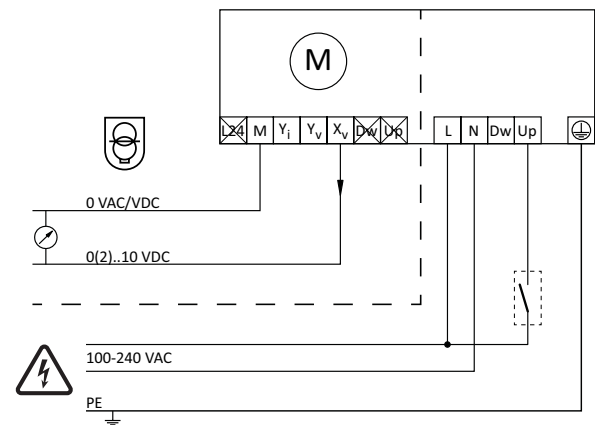 M
L24 M Yi Yv Xv Dw Up L N Dw Up
0 VAC/VDC
0(2)..10 VDC
100-240 VAC
PE